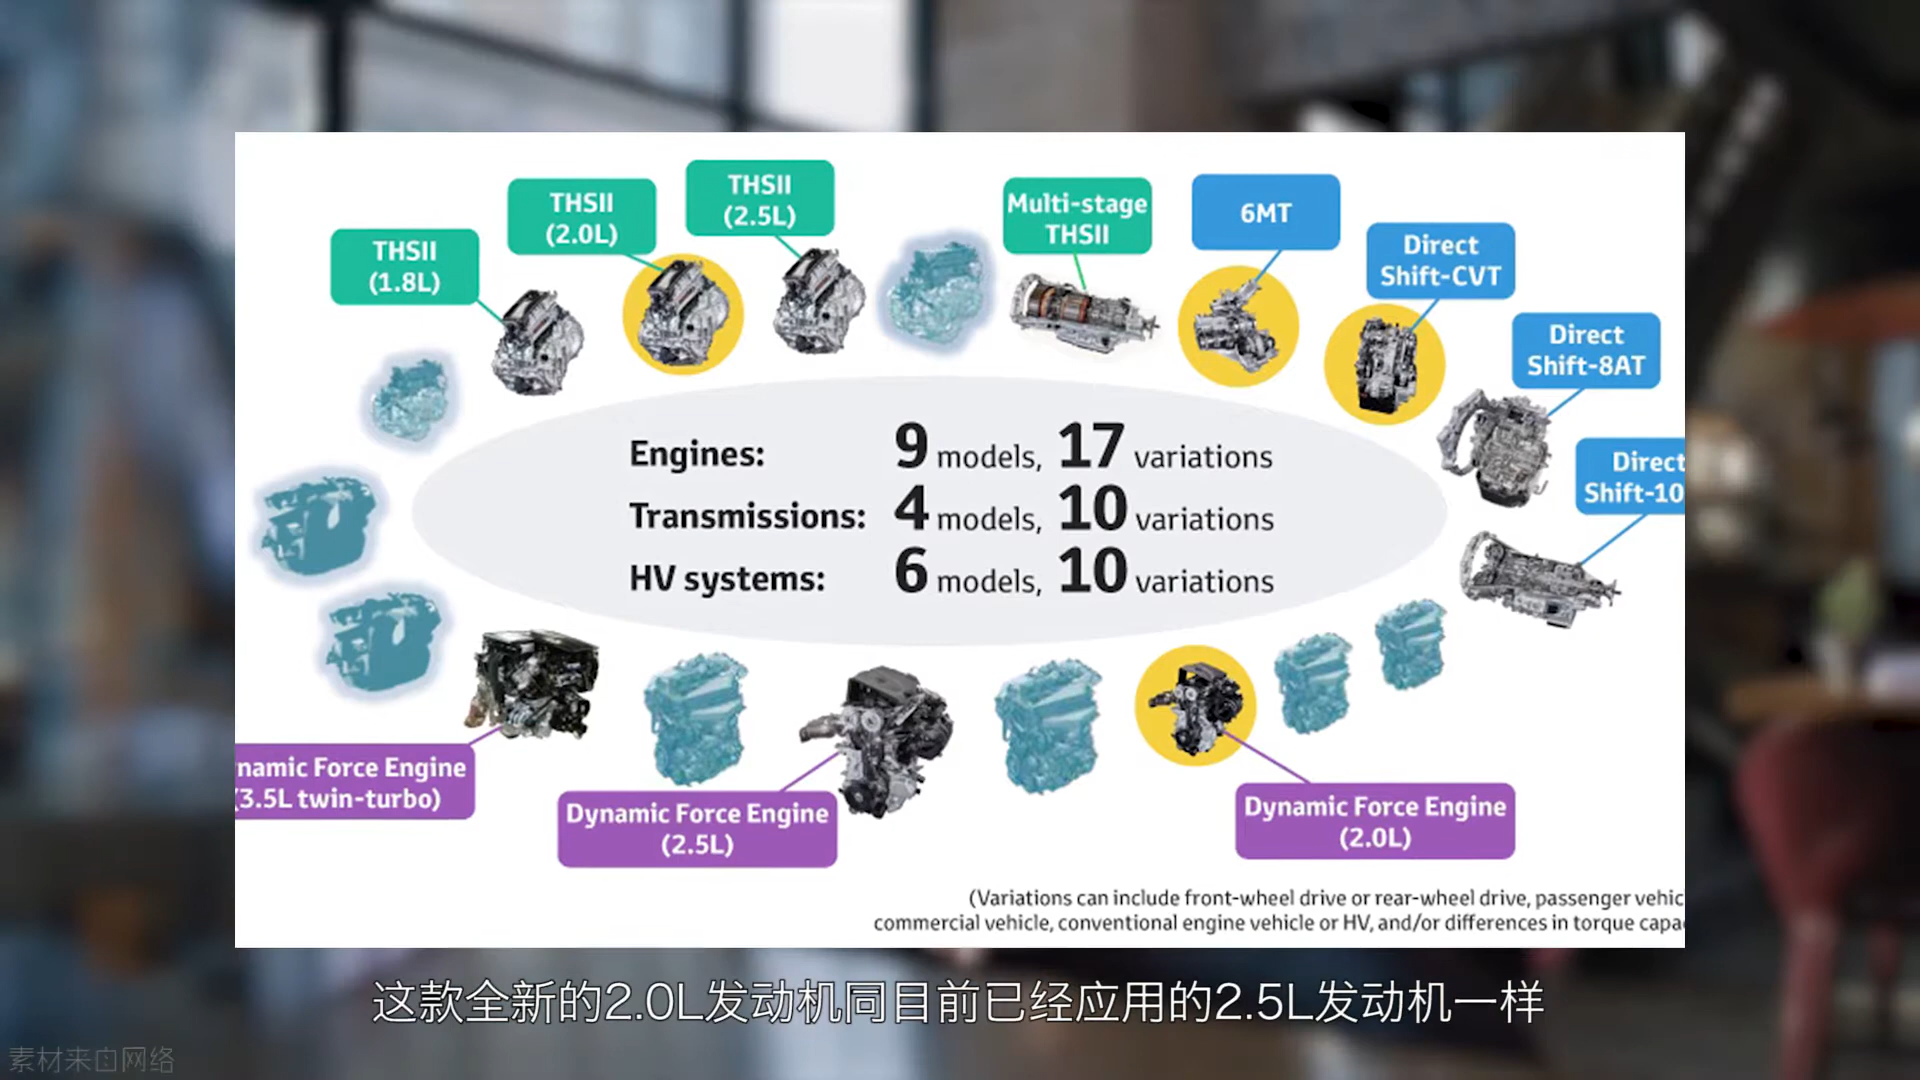 THSII
(1.8L)
THSII
(2.0L)
THSII
(2.5L)
Multi-stage
THSII
6MT
Direct
Shift-CVT
Direct
Shift-8AT
Direct
Shift-10
Engines: 9 models, 17 variations
Transmissions: 4 models, 10 variations
HV systems: 6 models, 10 variations
namic Force Engine
(3.5L twin-turbo)
Dynamic Force Engine
(2.5L)
Dynamic Force Engine
(2.0L)
(Variations can include front-wheel drive or rear-wheel drive, passenger vehic
commercial vehicle, conventional engine vehicle or HV, and/or differences in torque capa
这款全新的2.0L发动机同目前已经应用的2.5L发动机一样
素材来自网络